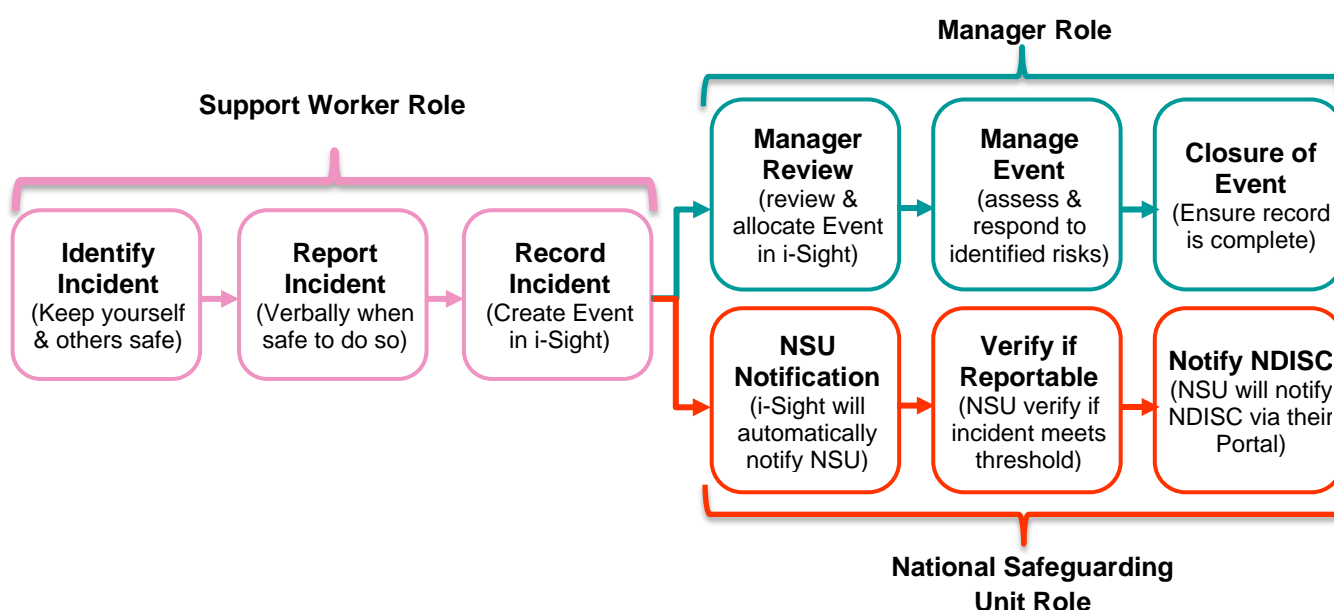 Manager Role
Support Worker Role
Identify
Incident
(Keep yourself
& others safe)
Report
Incident
(Verbally when
safe to do so)
Record
Incident
(Create Event
in i-Sight)
Manager
Review
(review &
allocate Event
in i-Sight)
Manage
Event
(assess &
respond to
identified risks)
Closure of
Event
(Ensure record
is complete)
NSU
Notification
(i-Sight will
automatically
notify NSU)
Verify if
Reportable
(NSU verify if
incident meets
threshold)
Notify NDISC
(NSU will notify
NDISC via their
Portal)
National Safeguarding
Unit Role